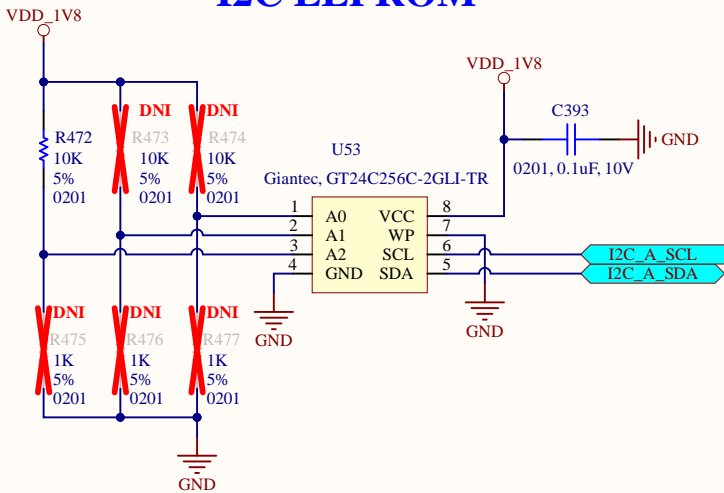 I2C EEPROM
VDD_1V8
VDD_1V8
DNI
DNI
R472
10K
5%
0201
R473
10K
5%
0201
R474
10K
5%
0201
U53
Giantec, GT24C256C-2GLI-TR
C393
0201, 0.1uF, 10V
GND
1
2
3
4
A0
A1
A2
GND
VCC
WP
SCL
SDA
8
7
6
5
I2C_A_SCL
I2C_A_SDA
GND
GND
DNI
R475
1K
5%
0201
DNI
R476
1K
5%
0201
DNI
R477
1K
5%
0201
GND